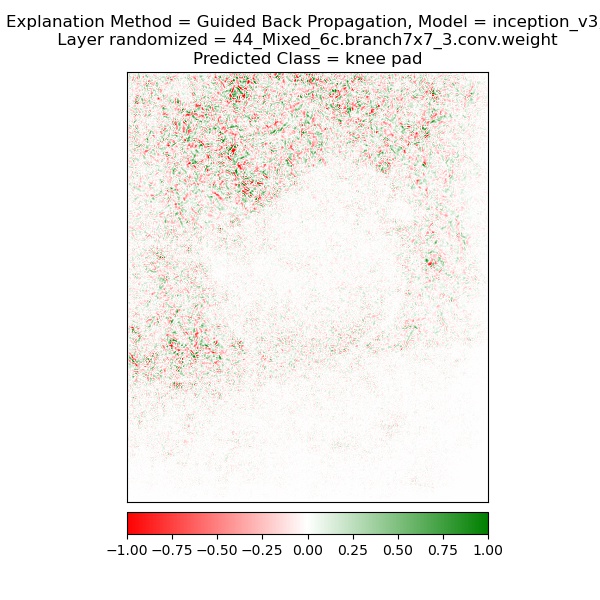 Explanation Method = Guided Back Propagation, Model = inception_v3
Layer randomized = 44_Mixed_6c.branch7x7_3.conv.weight
Predicted Class = knee pad
−1.00 −0.75 −0.50 −0.25 0.00 0.25 0.50 0.75 1.00